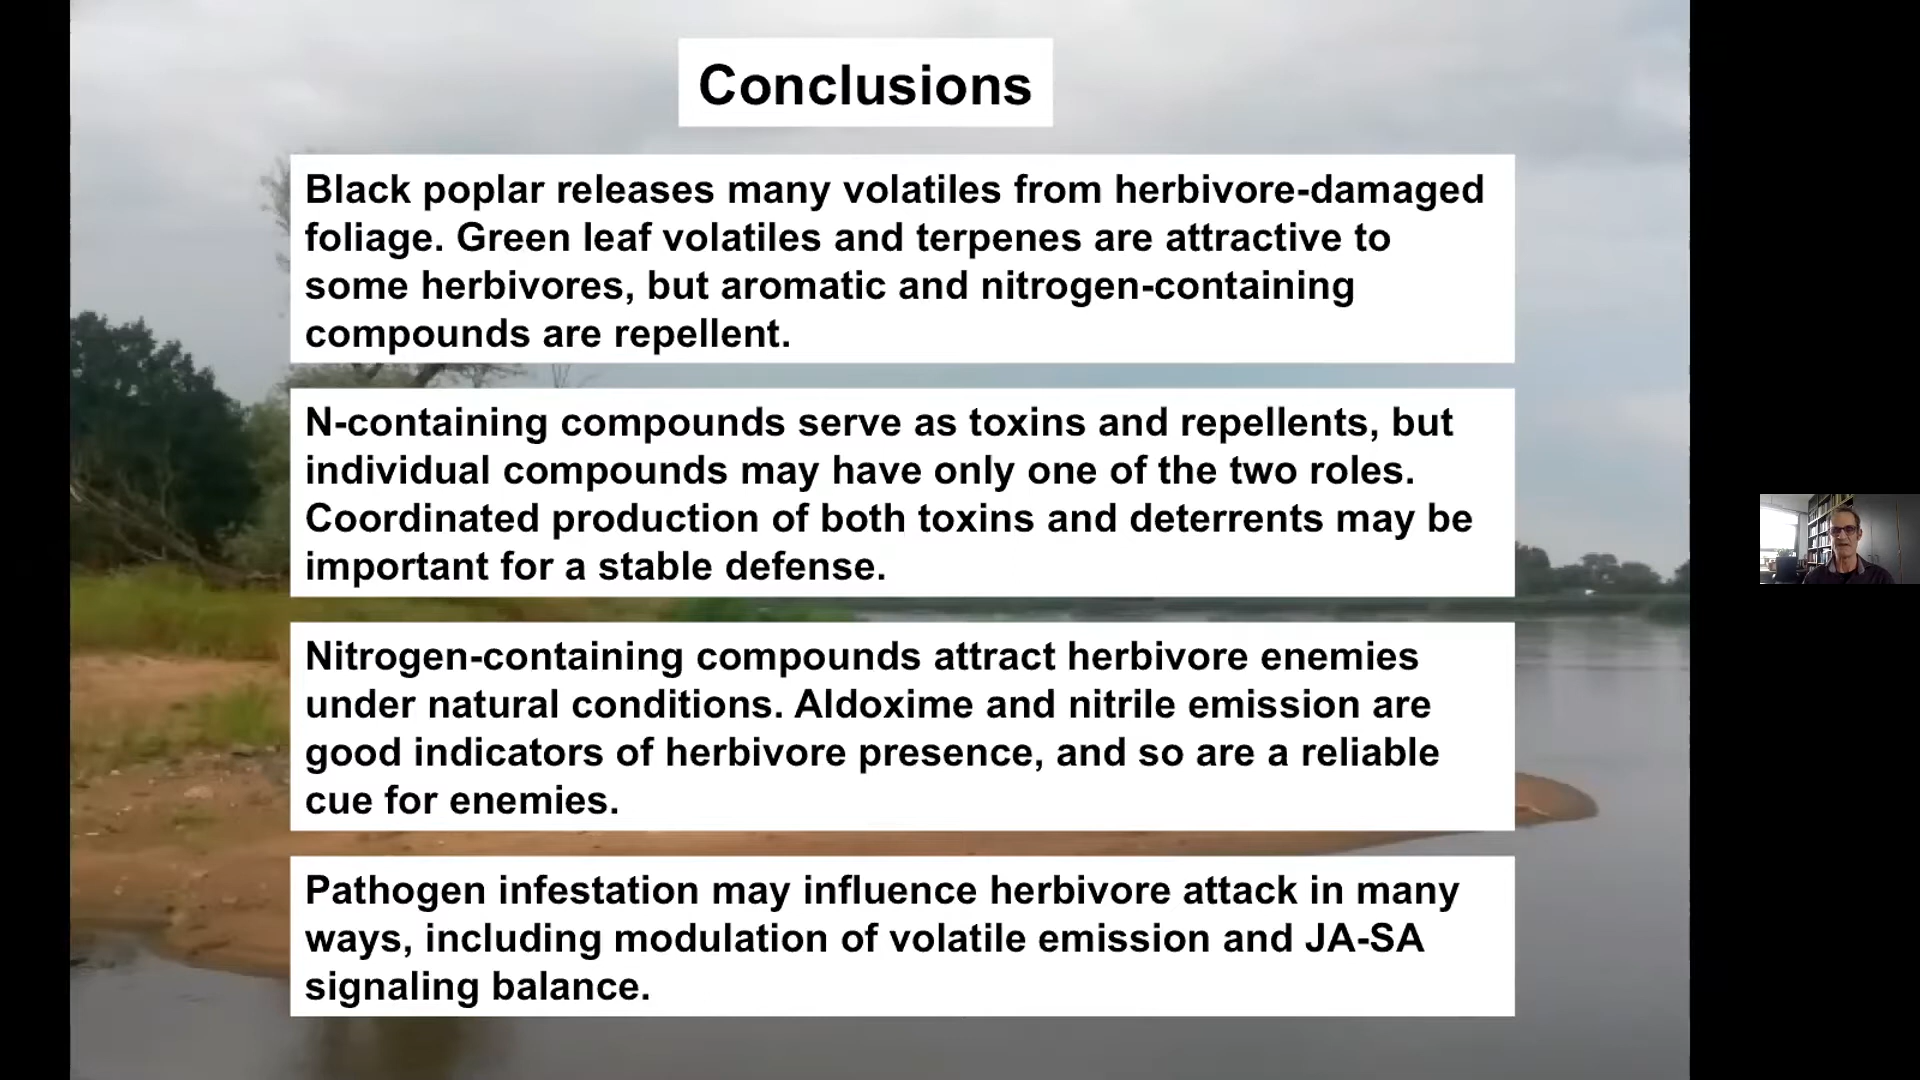 Conclusions
Black poplar releases many volatiles from herbivore-damaged
foliage. Green leaf volatiles and terpenes are attractive to
some herbivores, but aromatic and nitrogen-containing
compounds are repellent.
N-containing compounds serve as toxins and repellents, but
individual compounds may have only one of the two roles.
Coordinated production of both toxins and deterrents may be
important for a stable defense.
Nitrogen-containing compounds attract herbivore enemies
under natural conditions. Aldoxime and nitrile emission are
good indicators of herbivore presence, and so are a reliable
cue for enemies.
Pathogen infestation may influence herbivore attack in many
ways, including modulation of volatile emission and JA-SA
signaling balance.